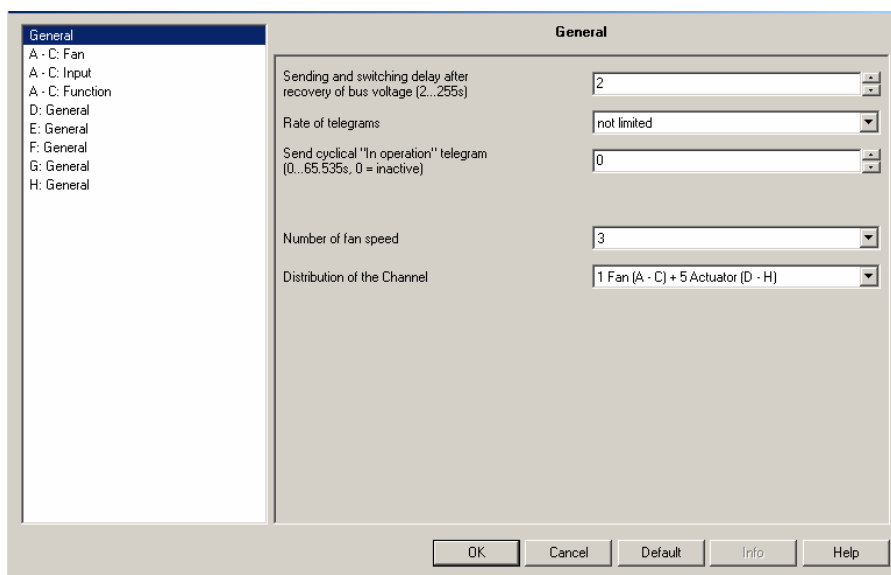 General
A - C: Fan
A - C: Input
A - C: Function
D: General
E: General
F: General
G: General
H: General
General
Sending and switching delay after
recovery of bus voltage (2...255s)
2
Rate of telegrams
not limited
Send cyclical "In operation" telegram
(0...65.535s, 0 = inactive)
0
Number of fan speed
3
Distribution of the Channel
1 Fan (A - C) + 5 Actuator (D - H)
OK
Cancel
Default
Info
Help